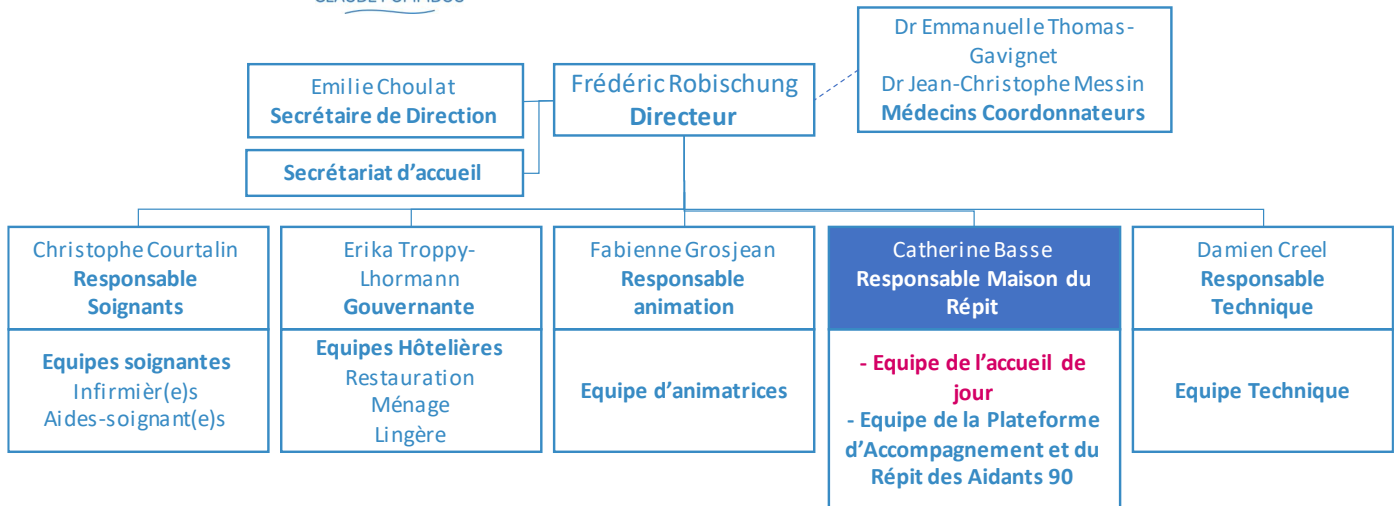 CLAUDE POMPIDOU
Dr Emmanuelle Thomas-
Gavignet
Dr Jean-Christophe Messin
Médecins Coordonnateurs
Emilie Choulat
Secrétaire de Direction
Frédéric Robischung
Directeur
Secrétariat d'accueil
Christophe Courtalin
Responsable
Soignants
Erika Troppy-
Lhormann
Gouvernante
Fabienne Grosjean
Responsable
animation
Catherine Basse
Responsable Maison du
Répit
Damien Creel
Responsable
Technique
Equipes soignantes
Infirmièr(e)s
Aides-soignant(e)s
Equipes Hôtelières
Restauration
Ménage
Lingère
Equipe d'animatrices
- Equipe de l'accueil de
jour
- Equipe de la Plateforme
d'Accompagnement et du
Répit des Aidants 90
Equipe Technique